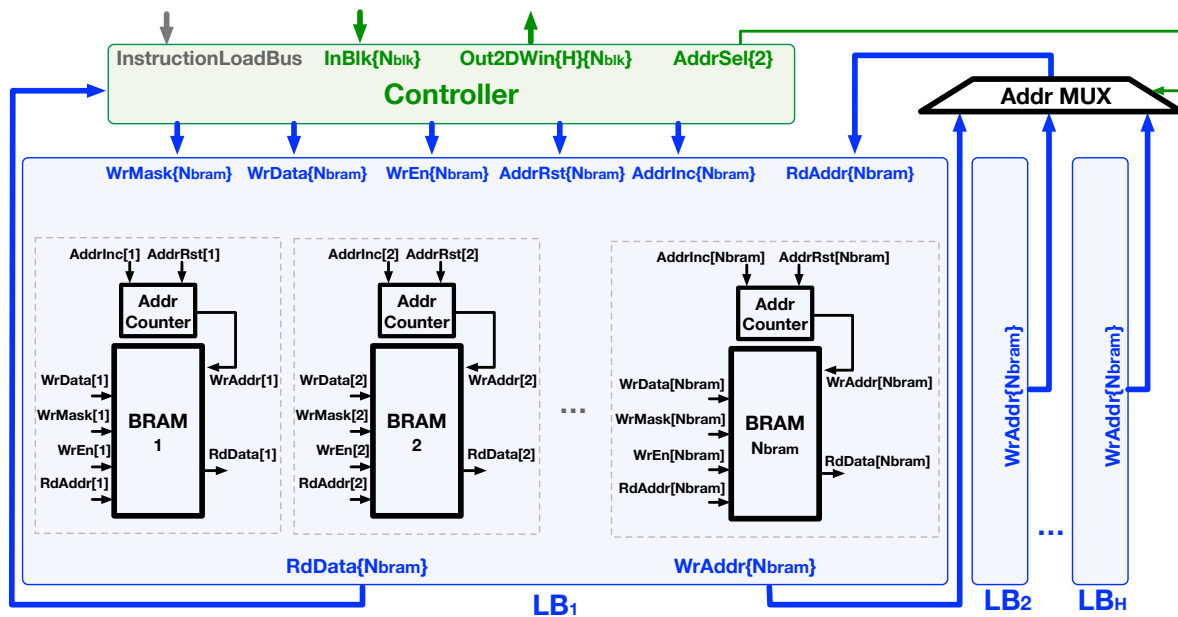 InstructionLoadBus InBlk{Nblk} Out2DWin{H}{Nblk} AddrSel{2}
Controller
Addr MUX
WrMask{Nbram} WrData{Nbram} WrEn{Nbram} AddrRst{Nbram} AddrInc{Nbram} RdAddr{Nbram}
AddrInc[1] AddrRst[1]
Addr
Counter
WrAddr[1]
WrData[1]
WrMask[1]
WrEn[1]
RdAddr[1]
BRAM
1
RdData[1]
AddrInc[2] AddrRst[2]
Addr
Counter
WrAddr[2]
WrData[2]
WrMask[2]
WrEn[2]
RdAddr[2]
BRAM
2
RdData[2]
...
AddrInc[Nbram] AddrRst[Nbram]
Addr
Counter
WrAddr[Nbram]
WrData[Nbram]
WrMask[Nbram]
WrEn[Nbram]
RdAddr[Nbram]
BRAM
Nbram
RdData[Nbram]
RdData{Nbram} WrAddr{Nbram}
LB1
WrAddr{Nbram}
LB2
...
WrAddr{Nbram}
LBH